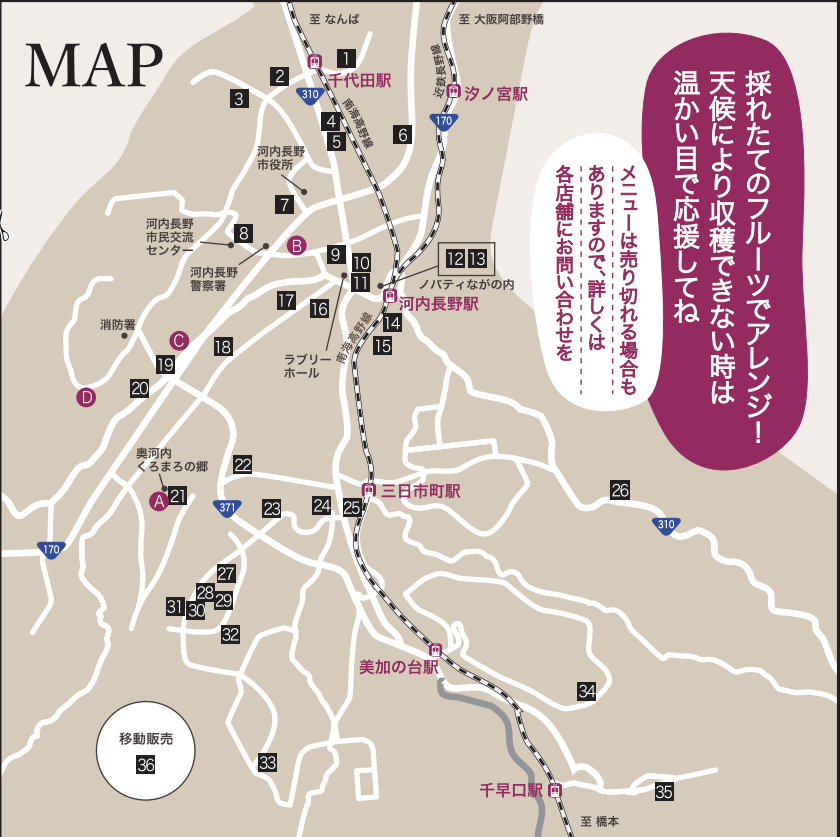 MAP
至 なんば
至 大阪阿部野橋
1
千代田駅
2
3
310
近鉄長野線
汐ノ宮駅
170
南海高野線
4
5
6
河内長野
市役所
7
河内長野
市民交流
センター
8
B
河内長野
警察署
9
10
11
12 13
ノバティながの内
河内長野駅
14
15
16
17
南海高野線
ラブリー
ホール
消防署
C
18
19
20
D
奥河内
くろまろの郷
A
21
22
371
23
24
25
三日市町駅
26
310
170
27
28
29
30
31
32
美加の台駅
34
移動販売
36
33
千早口駅
35
至 橋本
採れたてのフルーツでアレンジ！
天候により収穫できない時は
温かい目で応援してね
メニューは売り切れる場合も
ありますので、詳しくは
各店舗にお問い合わせを